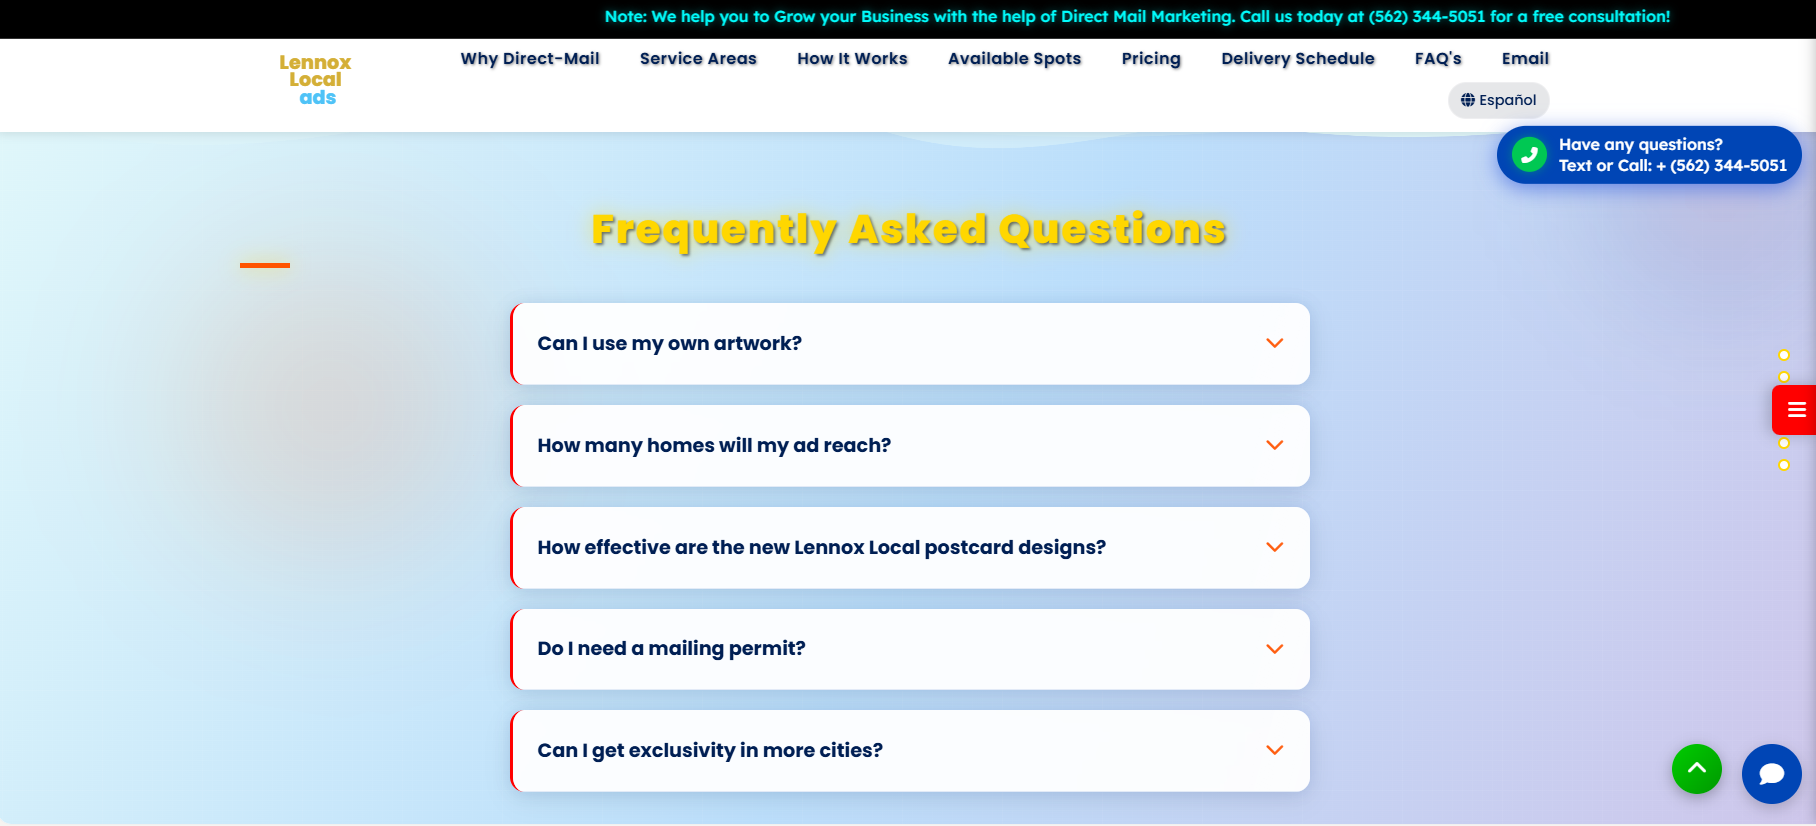 Note: We help you to Grow your Business with the help of Direct Mail Marketing. Call us today at (562) 344-5051 for a free consultation!
Lennox
Local
ads
Why Direct-Mail
Service Areas
How It Works
Available Spots
Pricing
Delivery Schedule
FAQ's
Email
Español
Have any questions?
Text or Call: + (562) 344-5051
Frequently Asked Questions
Can I use my own artwork?
How many homes will my ad reach?
How effective are the new Lennox Local postcard designs?
Do I need a mailing permit?
Can I get exclusivity in more cities?